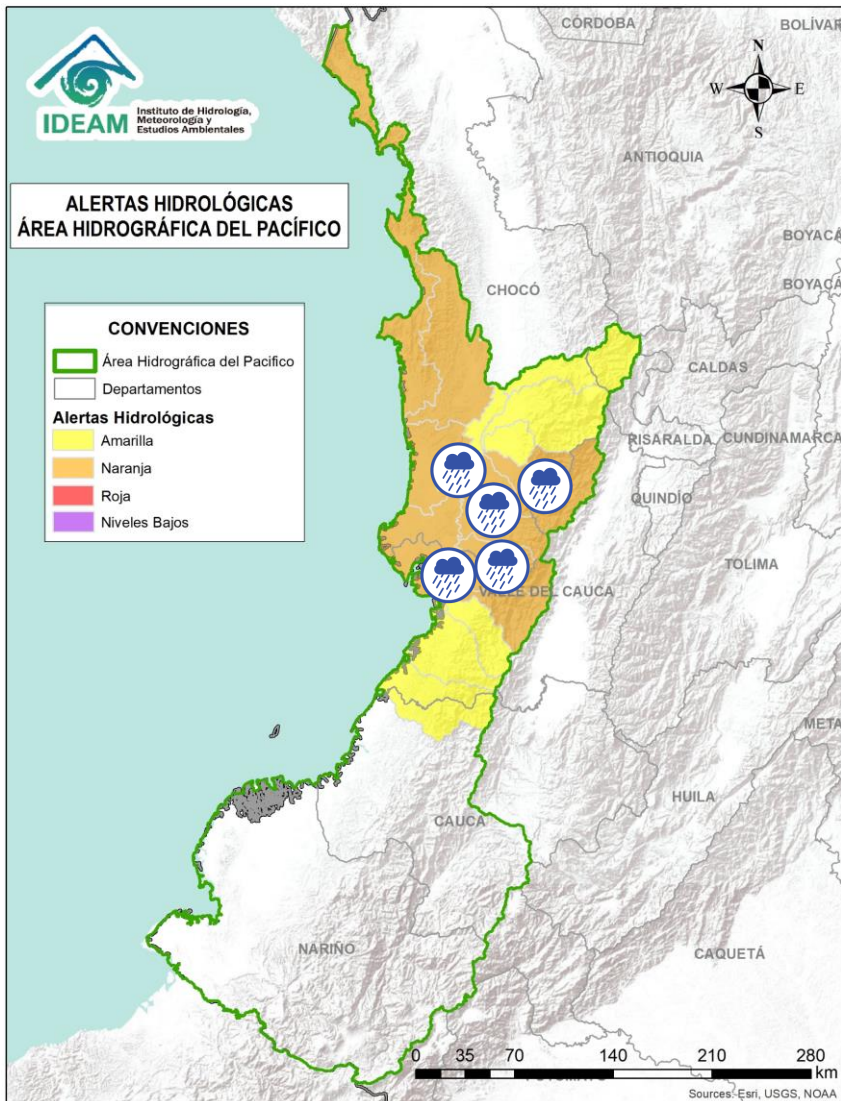 CÓRDOBA
BOLÍVAR
IDEAM
Instituto de Hidrología,
Meteorología y
Estudios Ambientales
N
W
E
S
ANTIOQUIA
ALERTAS HIDROLÓGICAS
ÁREA HIDROGRÁFICA DEL PACÍFICO
BOYACÁ
BOYACÁ
CHOCÓ
CONVENCIONES
Área Hidrográfica del Pacifico
Departamentos
Alertas Hidrológicas
Amarilla
Naranja
Roja
Niveles Bajos
CALDAS
RISARALDA
CUNDINAMARCA
QUINDÍO
TOLIMA
VALLE DEL CAUCA
META
HUILA
CAUCA
NARIÑO
CAQUETÁ
0 35 70 140 210 280
km
Sources: Esri, USGS, NOAA